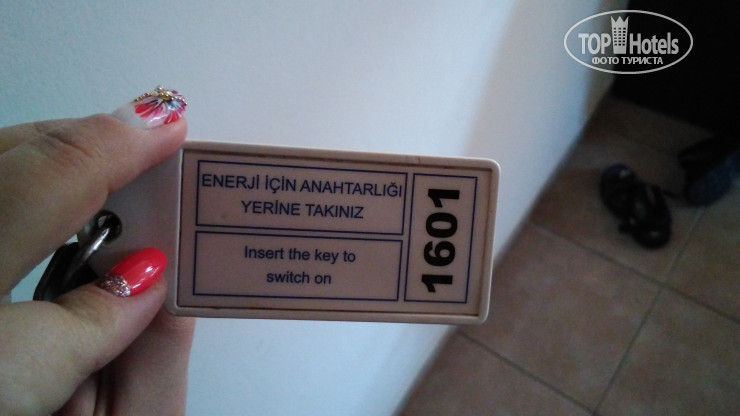 TOP Hotels
ФОТО ТУРИСТА
ENERJİ İÇİN ANAHTARLIĞI
YERİNE TAKINIZ
Insert the key to
switch on
1601